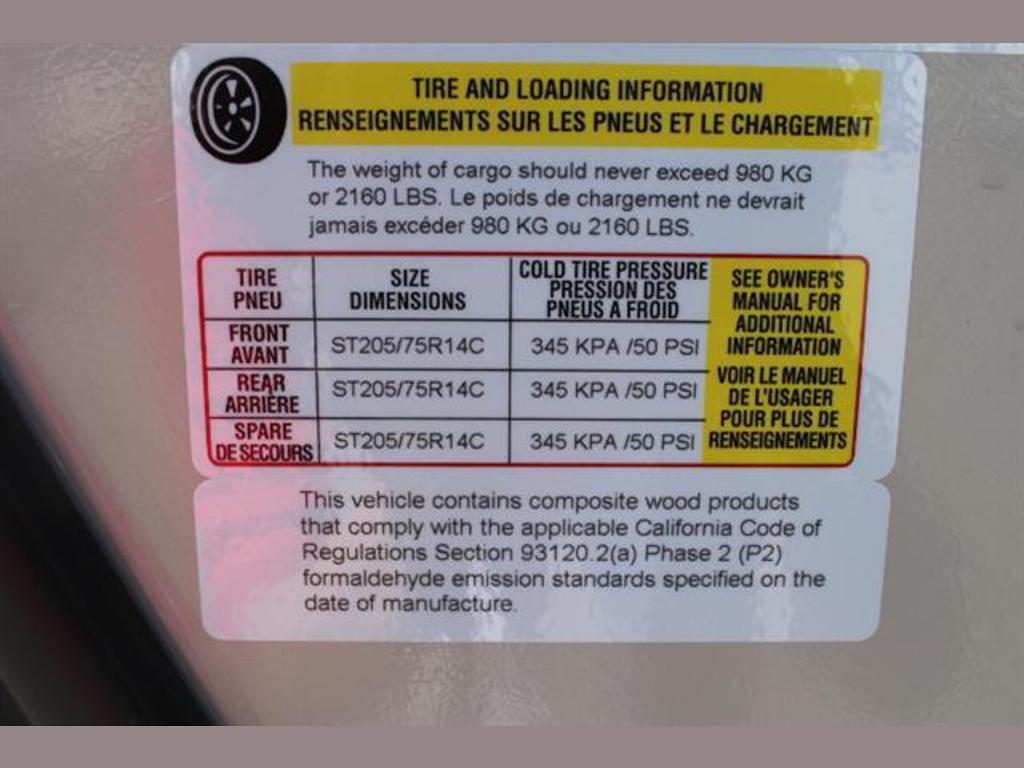 TIRE AND LOADING INFORMATION
RENSEIGNEMENTS SUR LES PNEUS ET LE CHARGEMENT
The weight of cargo should never exceed 980 KG
or 2160 LBS. Le poids de chargement ne devrait
jamais excéder 980 KG ou 2160 LBS.
TIRE
PNEU
SIZE
DIMENSIONS
COLD TIRE PRESSURE
PRESSION DES
PNEUS A FROID
FRONT
AVANT
ST205/75R14C
345 KPA /50 PSI
REAR
ARRIÈRE
ST205/75R14C
345 KPA /50 PSI
SPARE
DE SECOURS
ST205/75R14C
345 KPA /50 PSI
SEE OWNER'S
MANUAL FOR
ADDITIONAL
INFORMATION
VOIR LE MANUEL
DE L'USAGER
POUR PLUS DE
RENSEIGNEMENTS
This vehicle contains composite wood products
that comply with the applicable California Code of
Regulations Section 93120.2(a) Phase 2 (P2)
formaldehyde emission standards specified on the
date of manufacture.